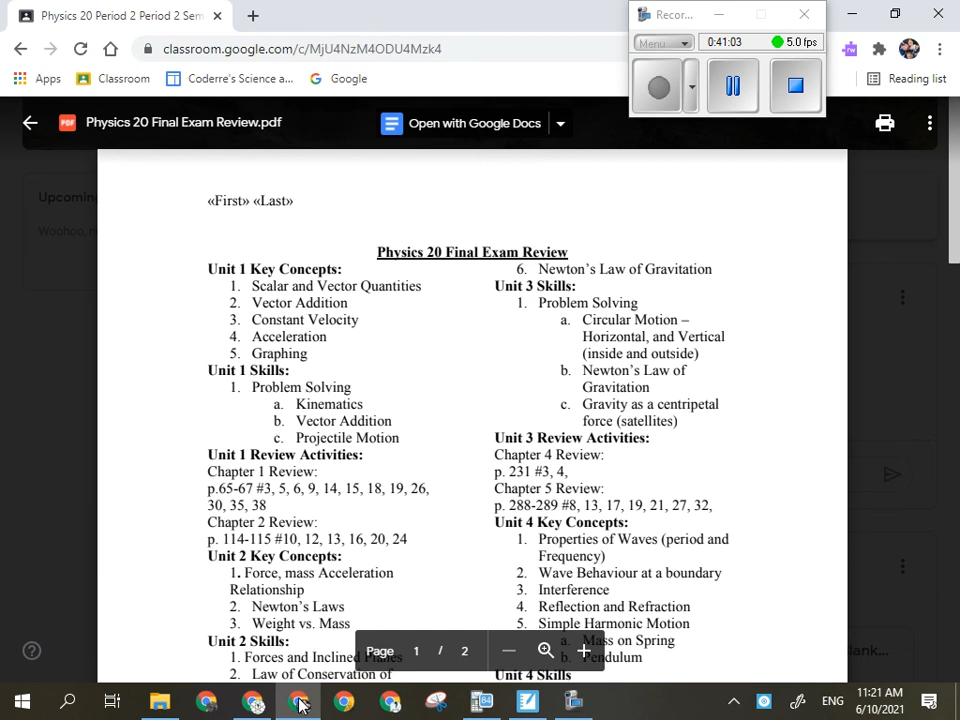 Physics 20 Period 2 Period 2 Sem
Recor...
Menu
0:41:03
5.0 fps
classroom.google.com/c/MjU4NzM4ODU4Mzk4
rw
Apps
Classroom
Coderre's Science a...
Google
Reading list
PDF
Physics 20 Final Exam Review.pdf
Open with Google Docs
Upcoming
«First» «Last»
Physics 20 Final Exam Review
Unit 1 Key Concepts:
1. Scalar and Vector Quantities
2. Vector Addition
3. Constant Velocity
4. Acceleration
5. Graphing
Unit 1 Skills:
1. Problem Solving
a. Kinematics
b. Vector Addition
c. Projectile Motion
Unit 1 Review Activities:
Chapter 1 Review:
p.65-67 #3, 5, 6, 9, 14, 15, 18, 19, 26,
30, 35, 38
Chapter 2 Review:
p. 114-115 #10, 12, 13, 16, 20, 24
Unit 2 Key Concepts:
1. Force, mass Acceleration
Relationship
2. Newton's Laws
3. Weight vs. Mass
Unit 2 Skills:
1. Forces and Inclined Planes
2. Law of Conservation of
6. Newton's Law of Gravitation
Unit 3 Skills:
1. Problem Solving
a. Circular Motion –
Horizontal, and Vertical
(inside and outside)
b. Newton's Law of
Gravitation
c. Gravity as a centripetal
force (satellites)
Unit 3 Review Activities:
Chapter 4 Review:
p. 231 #3, 4,
Chapter 5 Review:
p. 288-289 #8, 13, 17, 19, 21, 27, 32,
Unit 4 Key Concepts:
1. Properties of Waves (period and
Frequency)
2. Wave Behaviour at a boundary
3. Interference
4. Reflection and Refraction
5. Simple Harmonic Motion
a. Mass on Spring
b. Pendulum
Unit 4 Skills
Page 1 / 2
ENG
11:21 AM
6/10/2021